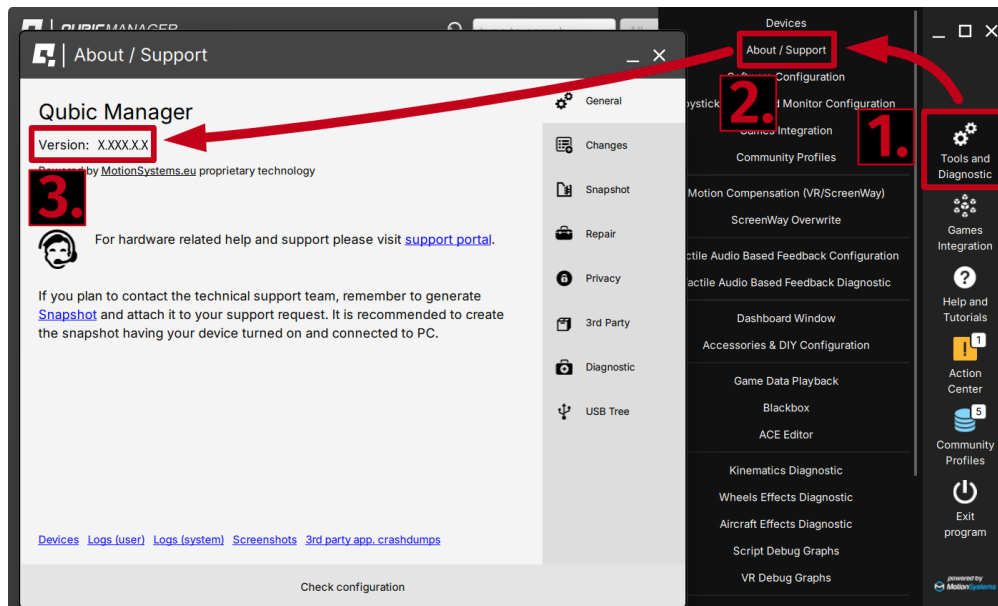 QUBICMANAGER
About / Support
Qubic Manager
Version: X.XXX.X.X
Powered by MotionSystems.eu proprietary technology
3.
For hardware related help and support please visit support portal.
If you plan to contact the technical support team, remember to generate
Snapshot and attach it to your support request. It is recommended to create
the snapshot having your device turned on and connected to PC.
Devices Logs (user) Logs (system) Screenshots 3rd party app. crashdumps
Check configuration
General
Changes
Snapshot
Repair
Privacy
3rd Party
Diagnostic
USB Tree
Devices
About / Support
Software Configuration
2.
Monitor Configuration
Games Integration
1.
Community Profiles
Motion Compensation (VR/ScreenWay)
ScreenWay Overwrite
Audio Based Feedback Configuration
Audio Based Feedback Diagnostic
Dashboard Window
Accessories & DIY Configuration
Game Data Playback
Blackbox
ACE Editor
Kinematics Diagnostic
Wheels Effects Diagnostic
Aircraft Effects Diagnostic
Script Debug Graphs
VR Debug Graphs
Tools and
Diagnostic
Games
Integration
Help and
Tutorials
1
Action
Center
5
Community
Profiles
Exit
program
powered by
MotionSystems